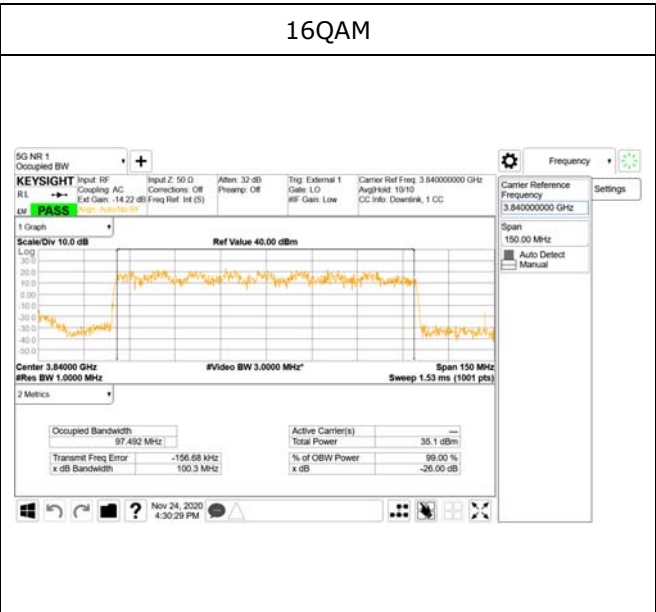 16QAM
5G NR 1
Occupied BW
Frequency
KEYSIGHT
Input: RF
Input Z: 50 Ω
Atten: 32 dB
Trig: External 1
Carrier Ref Freq: 3.840000000 GHz
R L
Coupling: AC
Corrections: Off
Preamp: Off
Gate: LO
Avg|Hold: 10/10
Ext Gain: -14.22 dB
Freq Ref: Int (S)
#IF Gain: Low
CC Info: Downlink, 1 CC
PASS
Align: Auto/No RF
Carrier Reference
Frequency
3.840000000 GHz
Settings
Span
150.00 MHz
Auto Detect
Manual
1 Graph
Scale/Div 10.0 dB
Ref Value 40.00 dBm
Log
30.0
20.0
10.0
0.00
-10.0
-20.0
-30.0
-40.0
-50.0
Center 3.84000 GHz
#Video BW 3.0000 MHz*
Span 150 MHz
#Res BW 1.0000 MHz
Sweep 1.53 ms (1001 pts)
2 Metrics
Occupied Bandwidth
97.492 MHz
Active Carrier(s)
---
Total Power
35.1 dBm
Transmit Freq Error
-156.68 kHz
% of OBW Power
99.00 %
x dB Bandwidth
100.3 MHz
x dB
-26.00 dB
?
Nov 24, 2020
4:30:29 PM